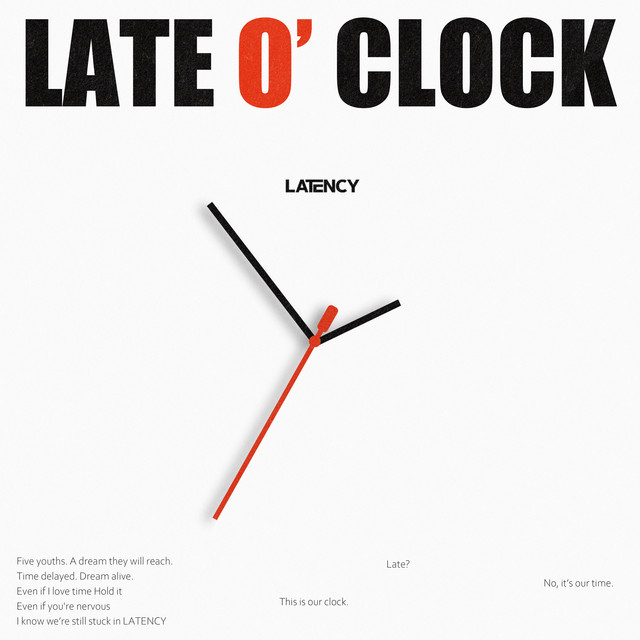 LATE O’ CLOCK
LATENCY
Five youths. A dream they will reach.
Time delayed. Dream alive.
Even if I love time Hold it
Even if you're nervous
I know we're still stuck in LATENCY
Late?
No, it's our time.
This is our clock.